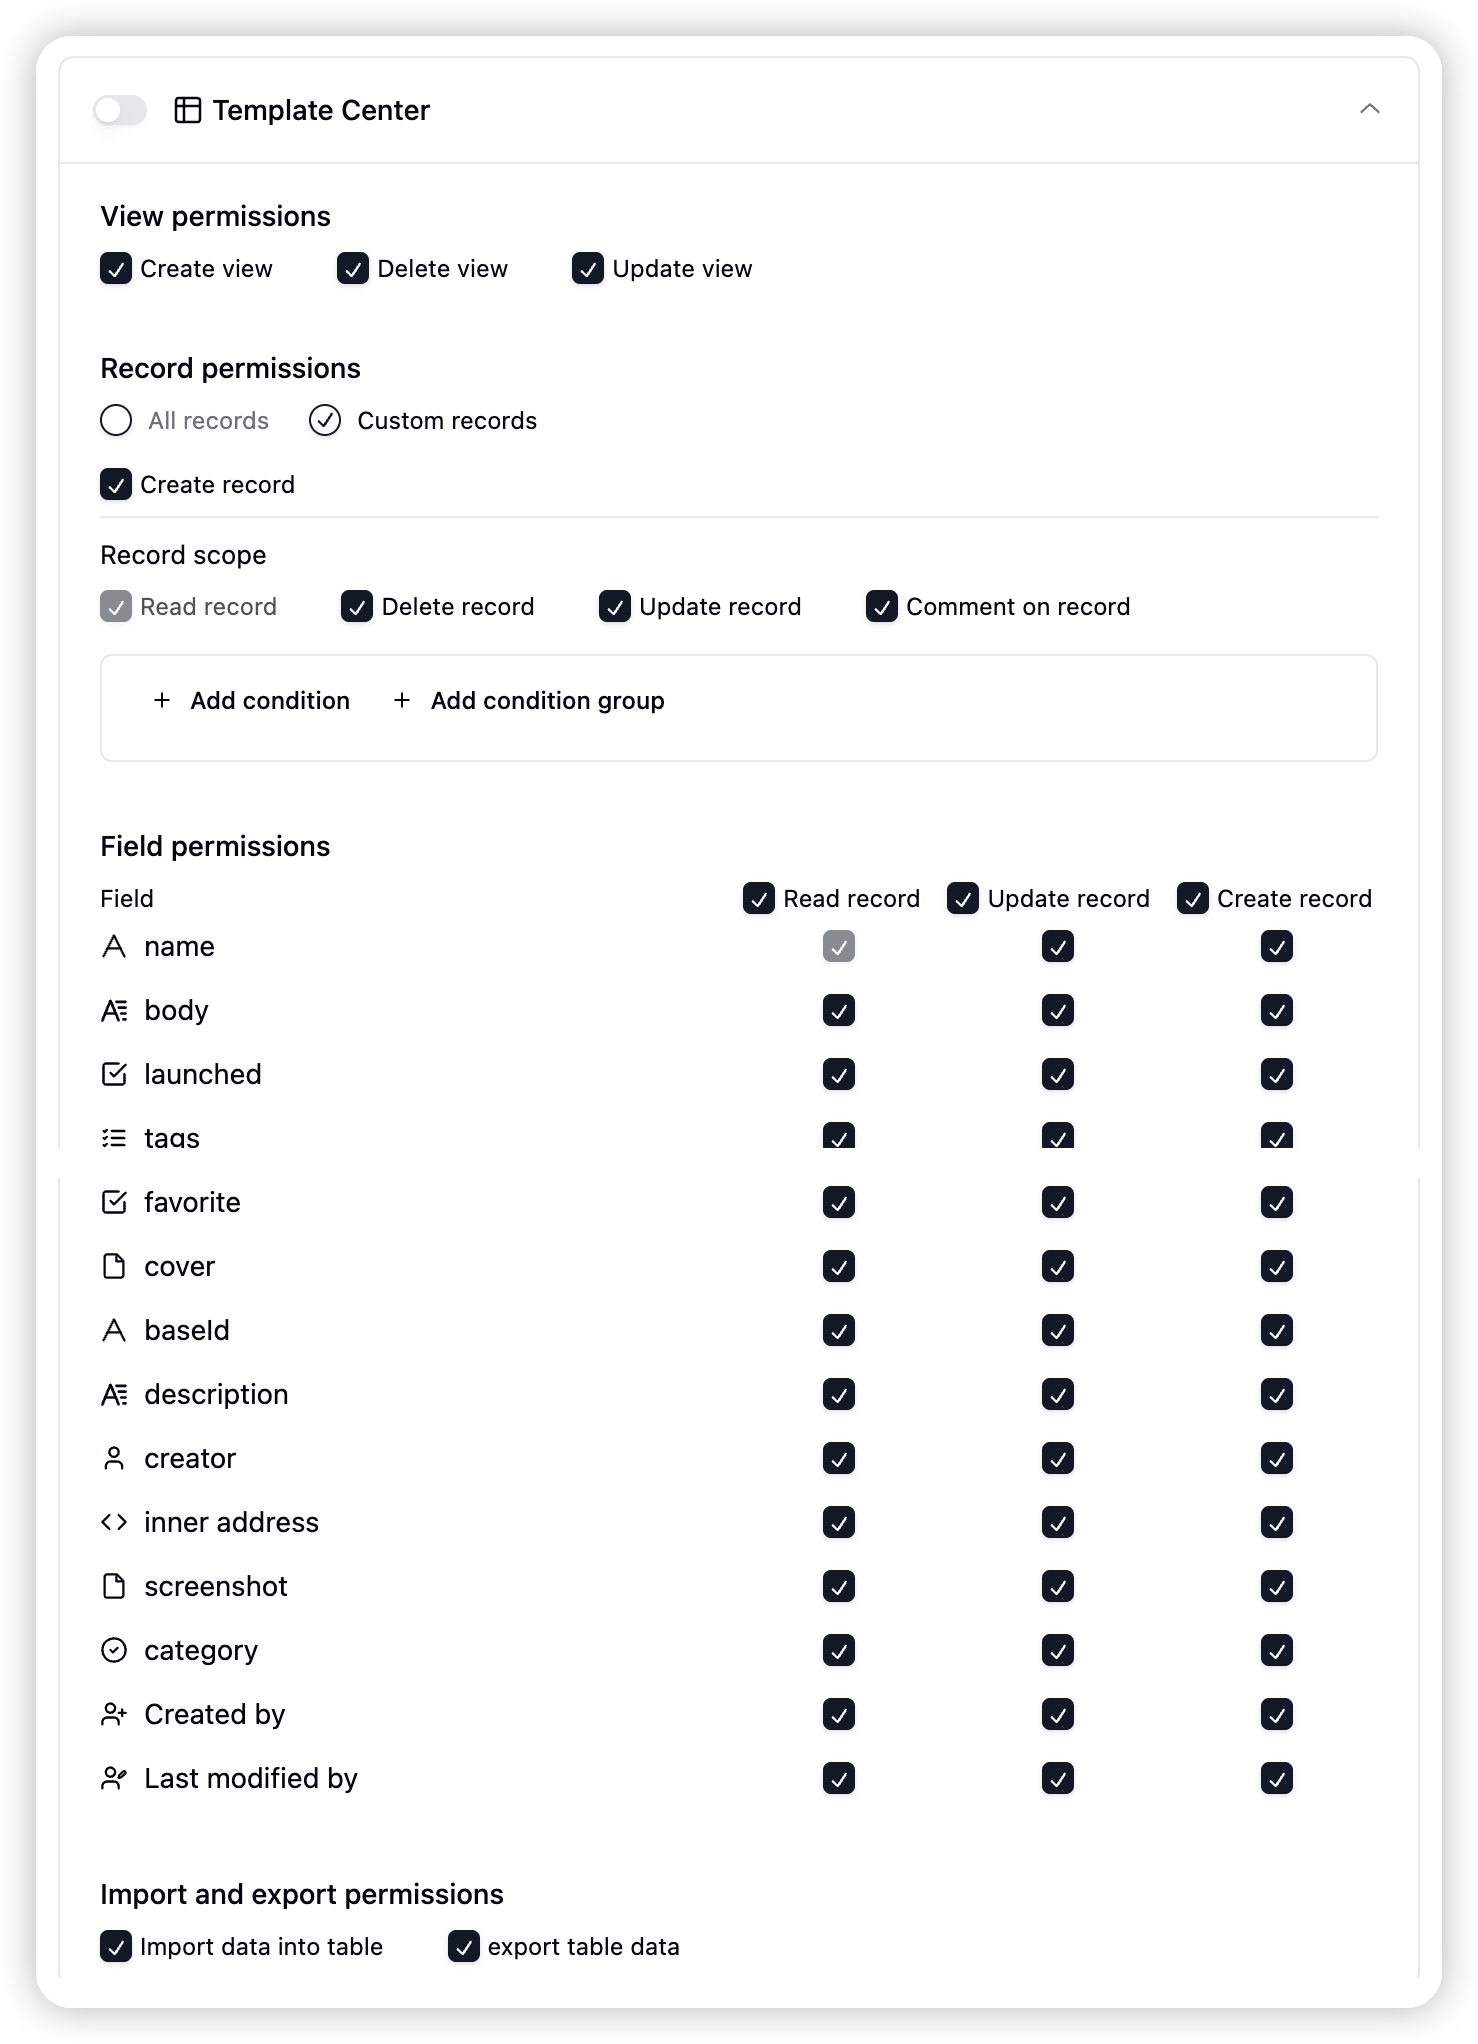 Template Center
View permissions
Create view Delete view Update view
Record permissions
All records Custom records
Create record
Record scope
Read record Delete record Update record Comment on record
+ Add condition + Add condition group
Field permissions
Field Read record Update record Create record
name
body
launched
tags
favorite
cover
baseId
description
creator
inner address
screenshot
category
Created by
Last modified by
Import and export permissions
Import data into table export table data